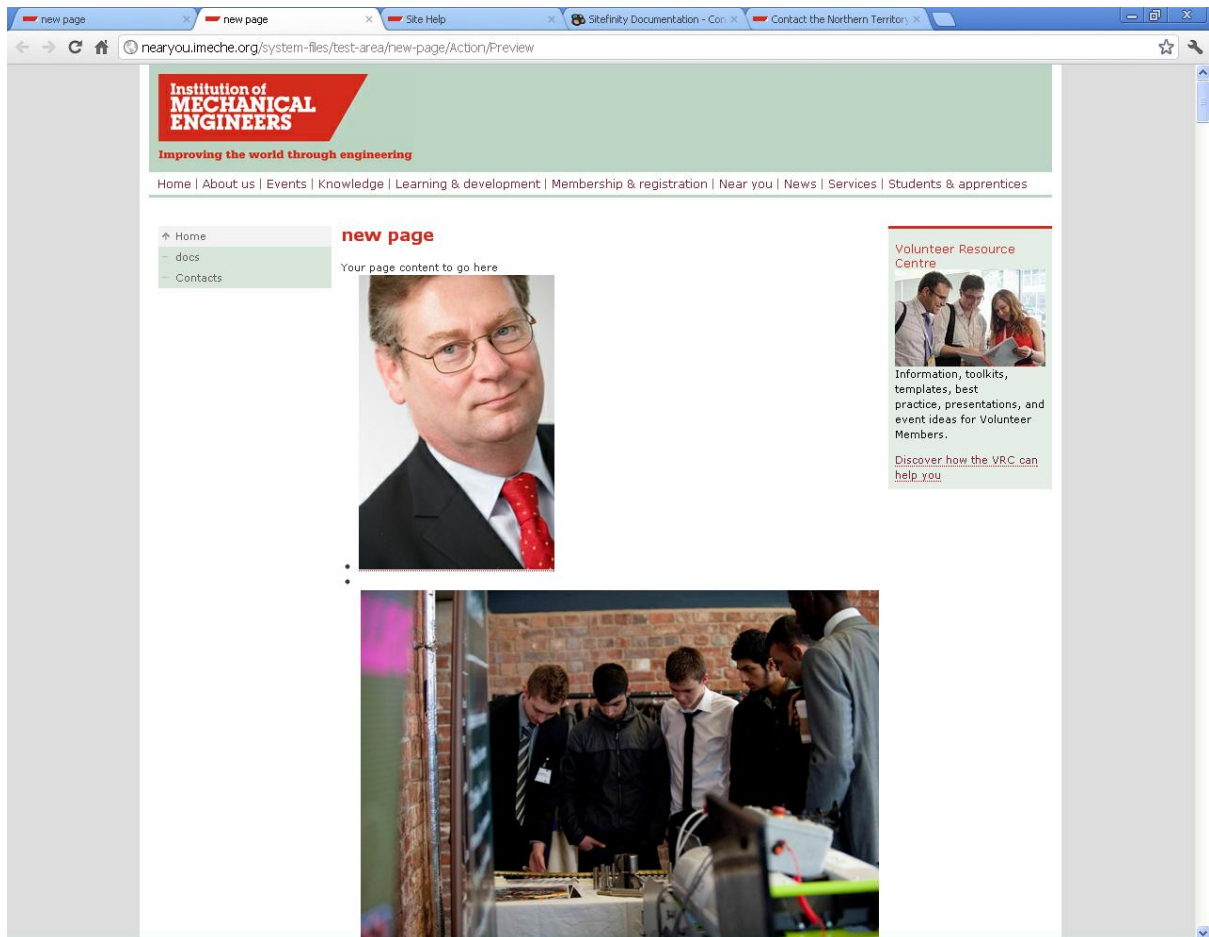 new page
new page
Site Help
Sitefinity Documentation - Con
Contact the Northern Territory
nearyou.imeche.org/system-files/test-area/new-page/Action/Preview
Institution of
MECHANICAL
ENGINEERS
Improving the world through engineering
Home | About us | Events | Knowledge | Learning & development | Membership & registration | Near you | News | Services | Students & apprentices
Home
docs
Contacts
new page
Your page content to go here
Volunteer Resource
Centre
Information, toolkits,
templates, best
practice, presentations, and
event ideas for Volunteer
Members.
Discover how the VRC can
help you